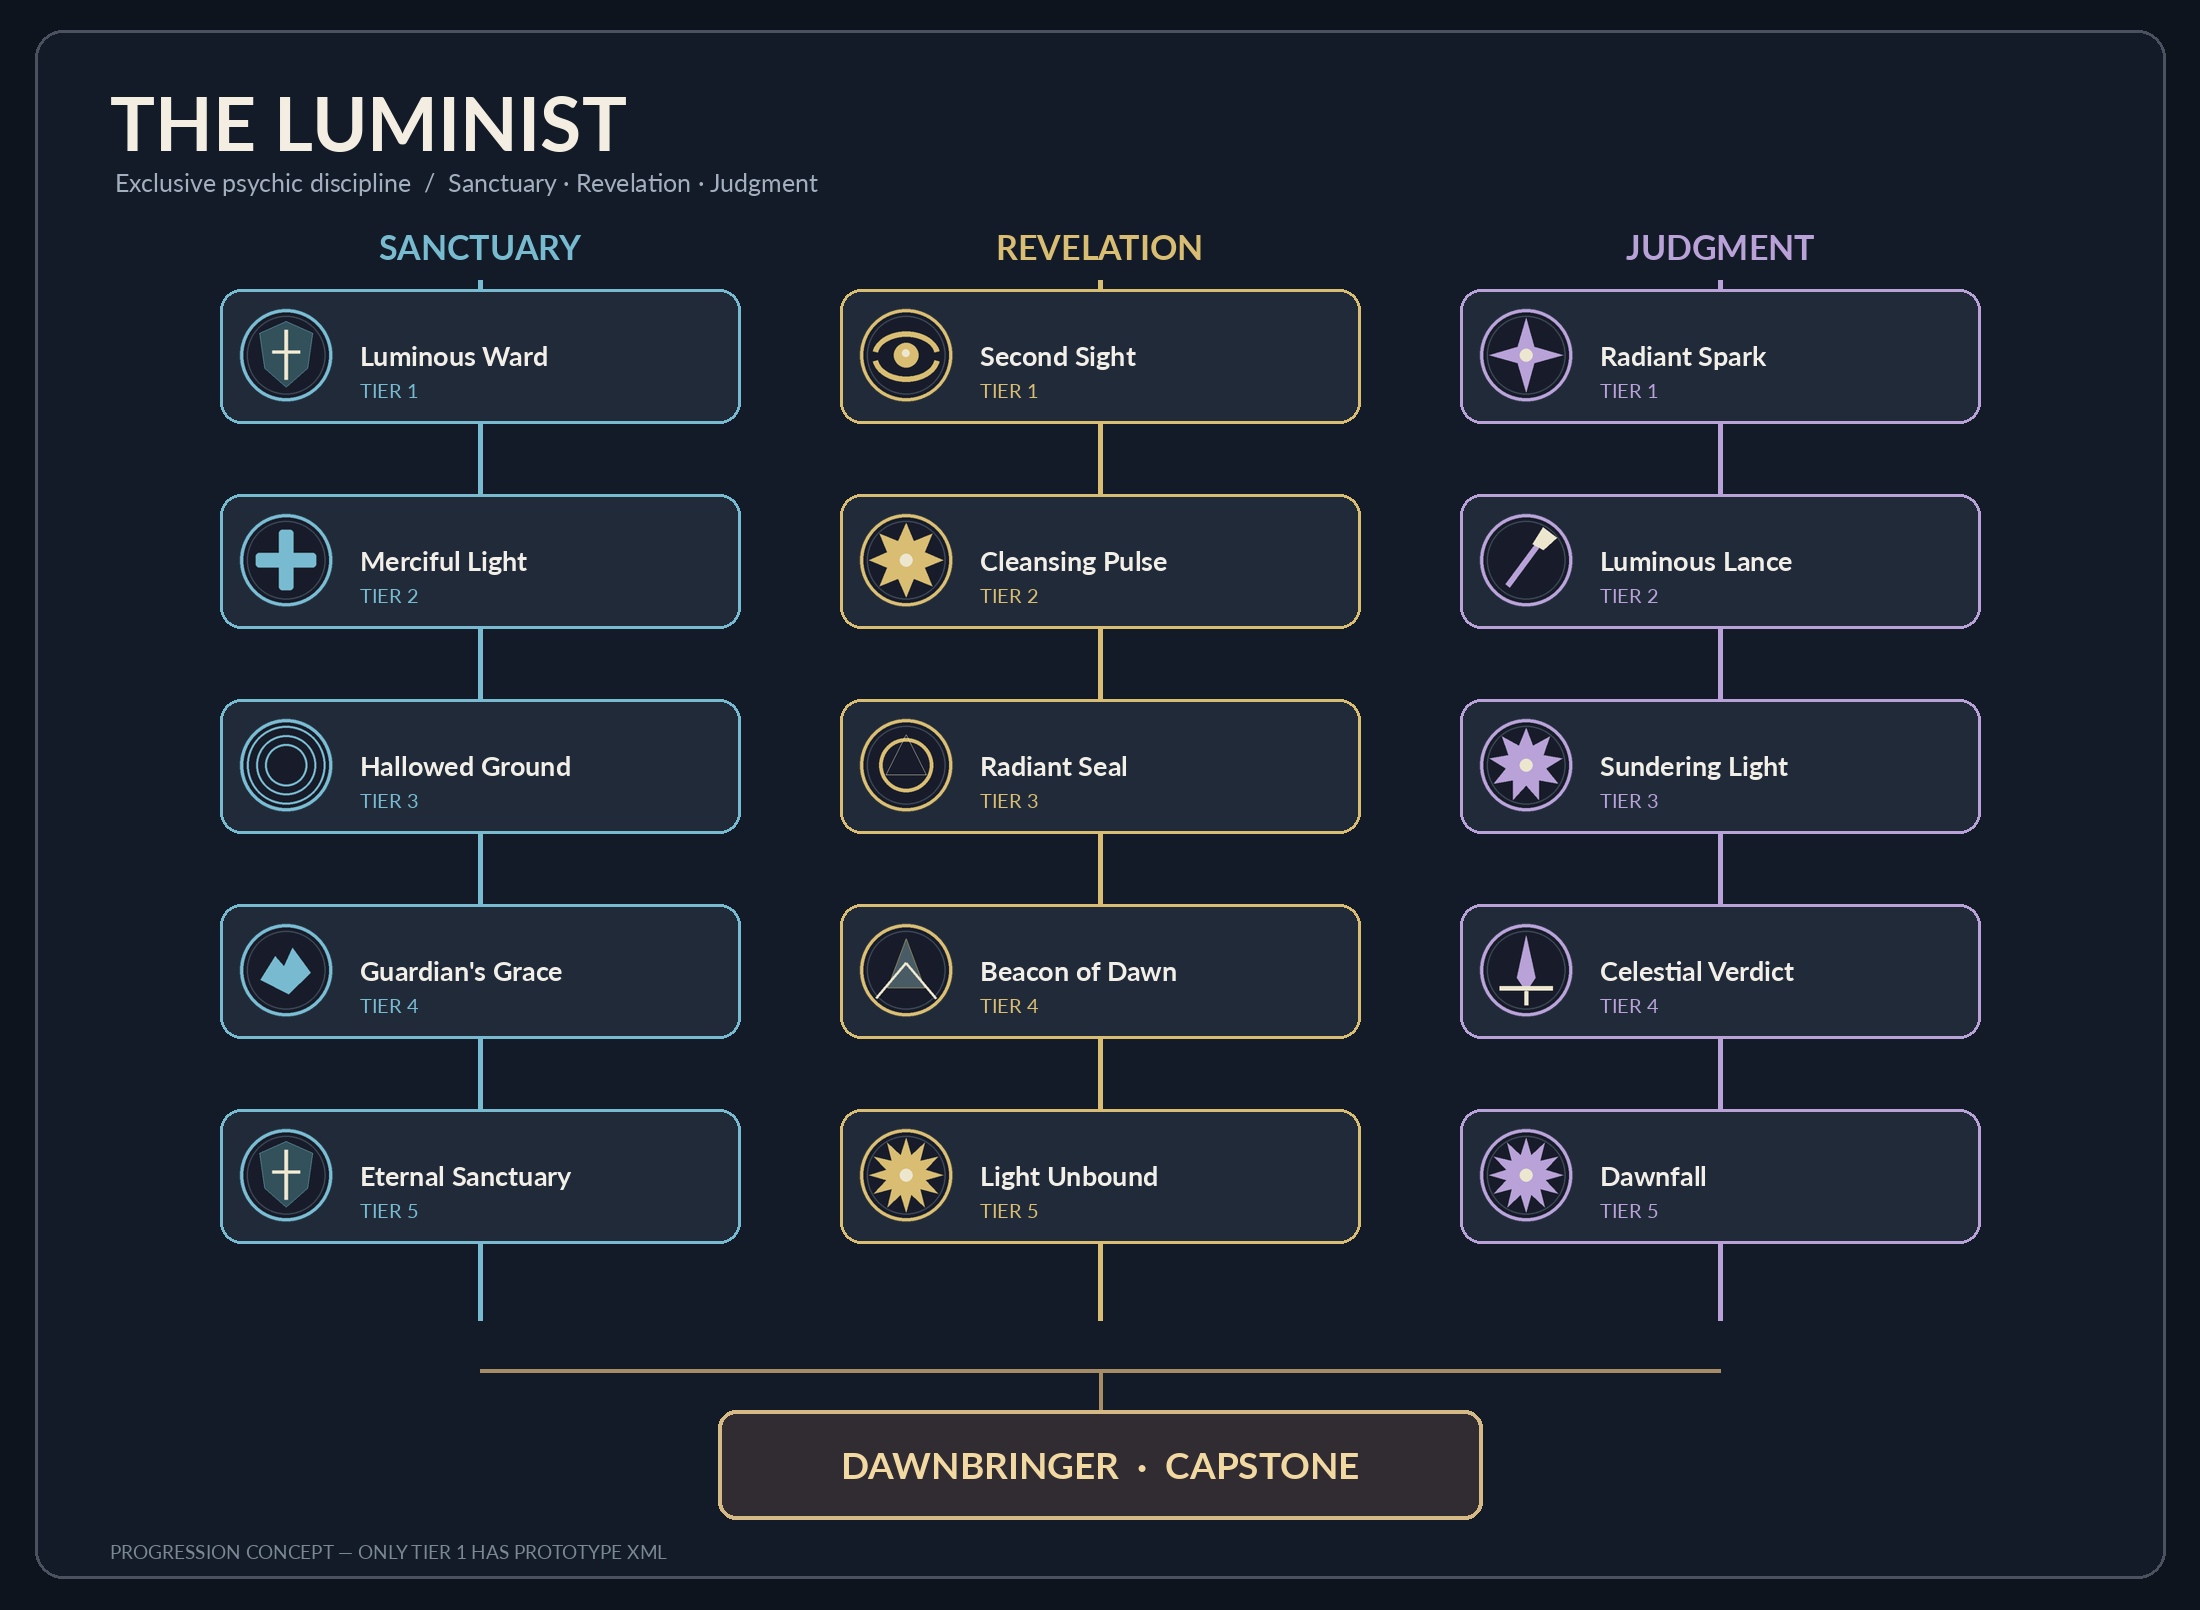 THE LUMINIST
Exclusive psychic discipline / Sanctuary · Revelation · Judgment
SANCTUARY
Luminous Ward
TIER 1
Merciful Light
TIER 2
Hallowed Ground
TIER 3
Guardian's Grace
TIER 4
Eternal Sanctuary
TIER 5
REVELATION
Second Sight
TIER 1
Cleansing Pulse
TIER 2
Radiant Seal
TIER 3
Beacon of Dawn
TIER 4
Light Unbound
TIER 5
JUDGMENT
Radiant Spark
TIER 1
Luminous Lance
TIER 2
Sundering Light
TIER 3
Celestial Verdict
TIER 4
Dawnfall
TIER 5
DAWNBRINGER · CAPSTONE
PROGRESSION CONCEPT — ONLY TIER 1 HAS PROTOTYPE XML